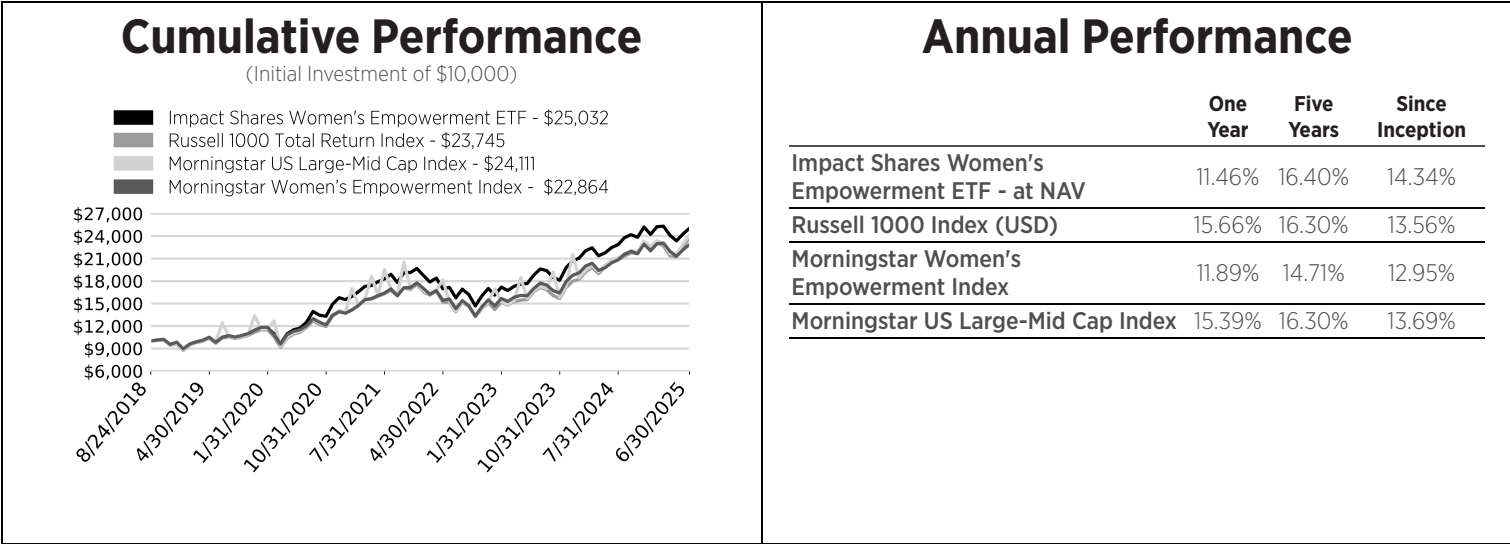 Cumulative Performance
(Initial Investment of $10,000)
Impact Shares Women's Empowerment ETF - $25,032
Russell 1000 Total Return Index - $23,745
Morningstar US Large-Mid Cap Index - $24,111
Morningstar Women’s Empowerment Index - $22,864
$27,000
$24,000
$21,000
$18,000
$15,000
$12,000
$9,000
$6,000
8/24/2018
4/30/2019
1/31/2020
10/31/2020
7/31/2021
4/30/2022
1/31/2023
10/31/2023
7/31/2024
6/30/2025
Annual Performance
One Five Since
Year Years Inception
Impact Shares Women's
Empowerment ETF - at NAV 11.46% 16.40% 14.34%
Russell 1000 Index (USD) 15.66% 16.30% 13.56%
Morningstar Women's
Empowerment Index 11.89% 14.71% 12.95%
Morningstar US Large-Mid Cap Index 15.39% 16.30% 13.69%